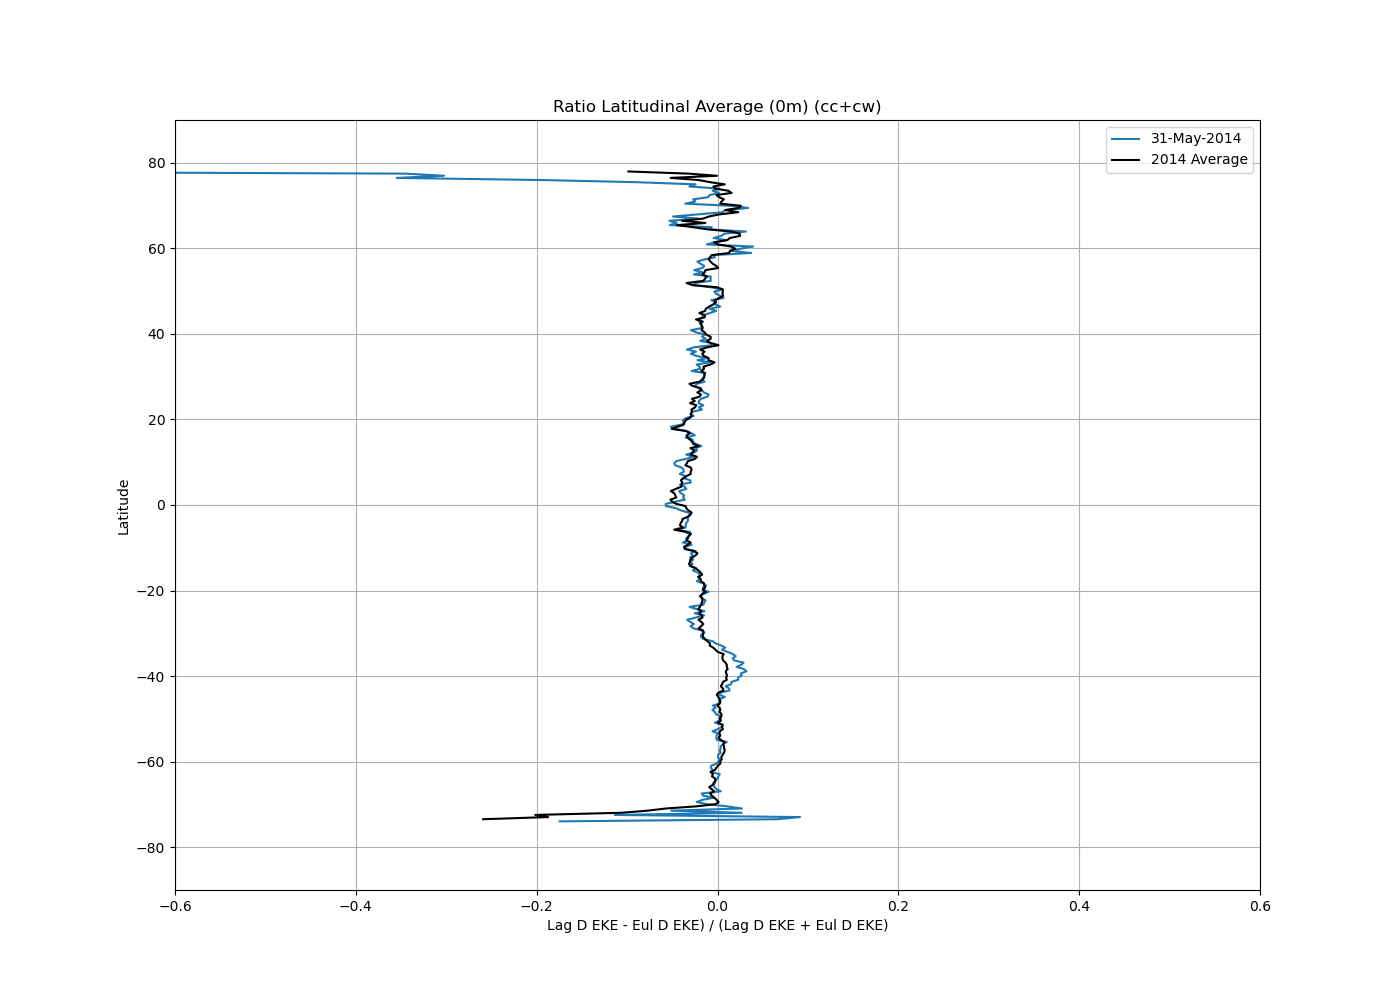 Ratio Latitudinal Average (0m) (cc+cw)
31-May-2014
2014 Average
80
60
40
20
0
−20
−40
−60
−80
Latitude
−0.6 −0.4 −0.2 0.0 0.2 0.4 0.6
Lag D EKE - Eul D EKE) / (Lag D EKE + Eul D EKE)